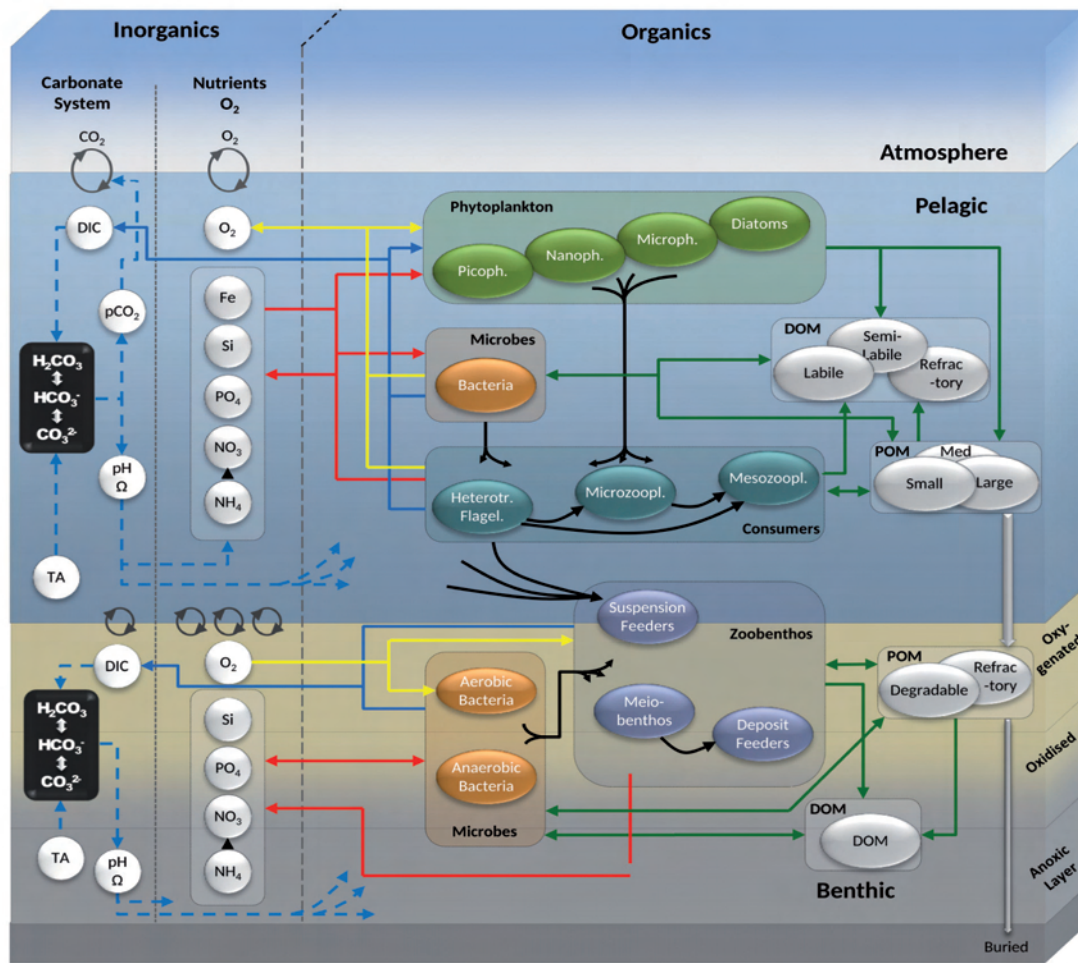 Inorganics
Organics
Carbonate
System
Nutrients
O₂
CO₂
O₂
Atmosphere
Pelagic
DIC
O₂
Phytoplankton
Picoph.
Nanoph.
Microph.
Diatoms
pCO₂
Fe
Si
PO₄
NO₃
NH₄
H₂CO₃
HCO₃⁻
CO₃²⁻
pH
Ω
TA
Microbes
Bacteria
DOM
Semi-
Labile
Labile
Refrac
-tory
POM
Med
Small
Large
Heterotr.
Flagel.
Microzoopl.
Mesozoopl.
Consumers
Suspension
Feeders
Zoobenthos
Meio-
benthos
Deposit
Feeders
DIC
O₂
Si
PO₄
NO₃
NH₄
H₂CO₃
HCO₃⁻
CO₃²⁻
TA
pH
Ω
Aerobic
Bacteria
Anaerobic
Bacteria
Microbes
POM
Degradable
Refrac
-tory
DOM
DOM
Benthic
Oxy-
genated
Oxidised
Anoxic Layer
Buried